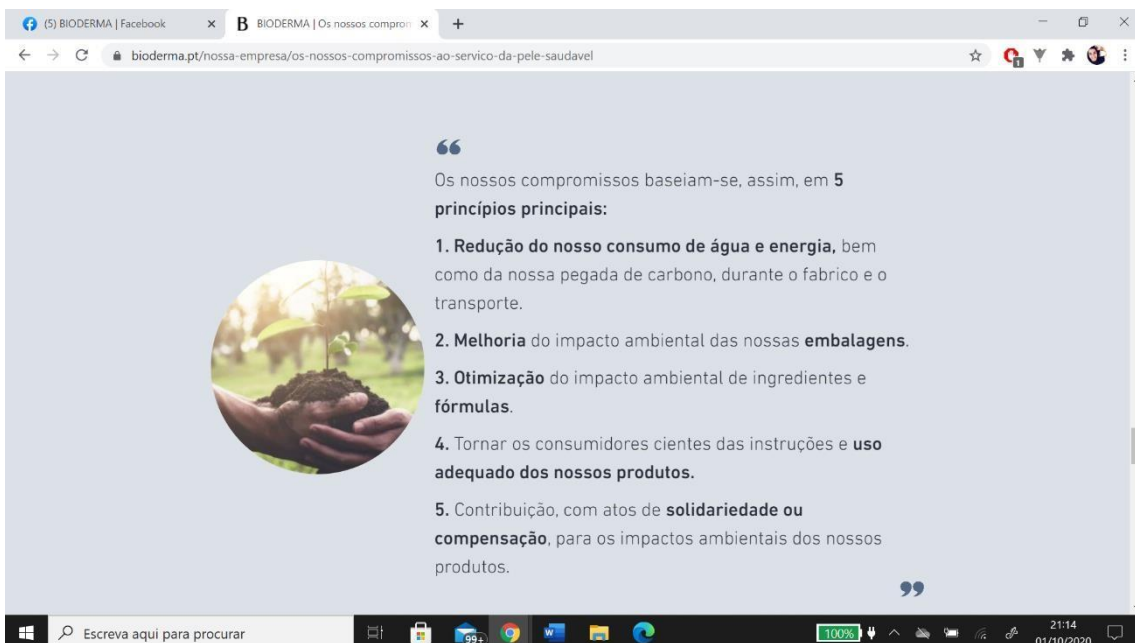 (5) BIODERMA | Facebook
B BIODERMA | Os nossos comprom
bioderma.pt/nossa-empresa/os-nossos-compromissos-ao-servico-da-pele-saudavel
1
“
Os nossos compromissos baseiam-se, assim, em 5
princípios principais:
1. Redução do nosso consumo de água e energia, bem
como da nossa pegada de carbono, durante o fabrico e o
transporte.
2. Melhoria do impacto ambiental das nossas embalagens.
3. Otimização do impacto ambiental de ingredientes e
fórmulas.
4. Tornar os consumidores cientes das instruções e uso
adequado dos nossos produtos.
5. Contribuição, com atos de solidariedade ou
compensação, para os impactos ambientais dos nossos
produtos.
”
Escreva aqui para procurar
99+
W
100%
21:14
01/10/2020